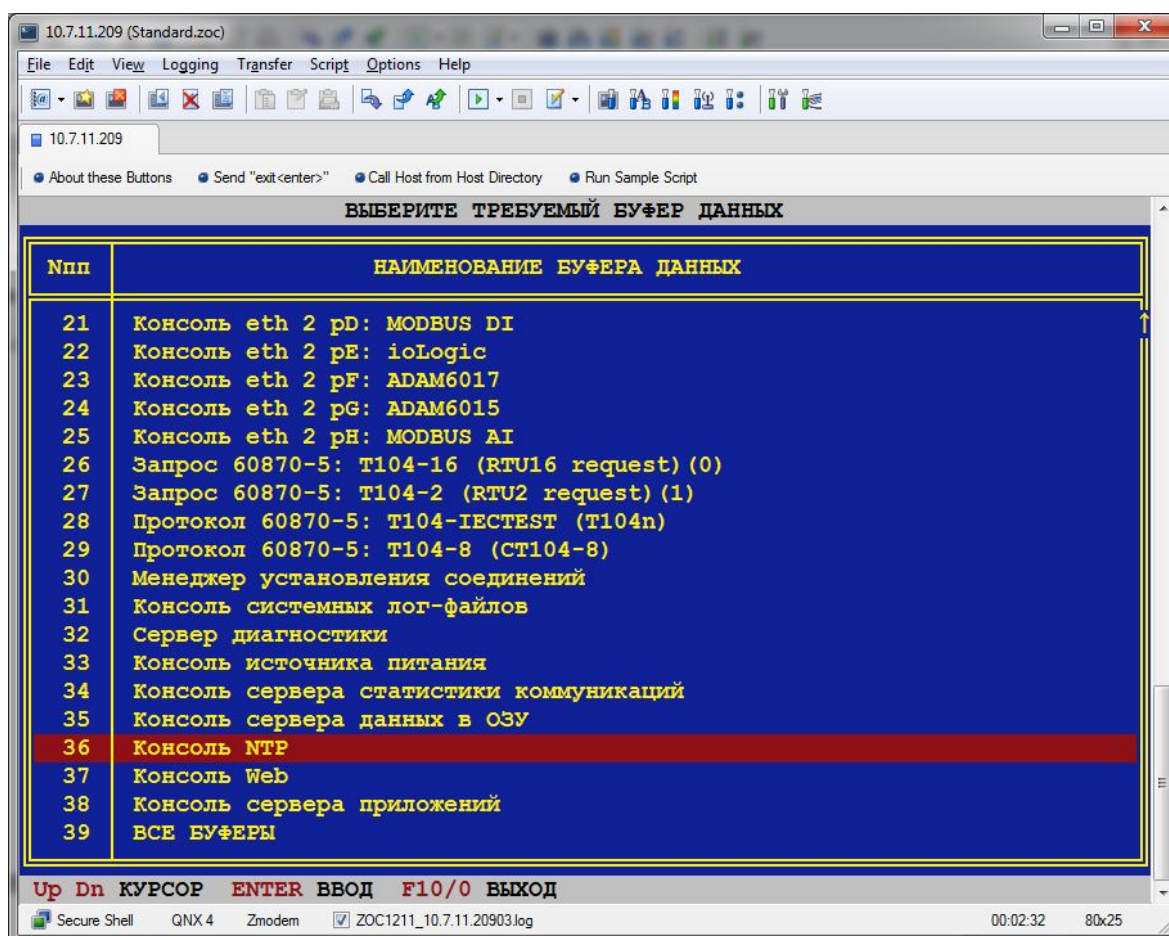 10.7.11.209 (Standard.zoc)
File Edit View Logging Transfer Script Options Help
10.7.11.209
About these Buttons Send "exit<enter>" Call Host from Host Directory Run Sample Script
ВЫБЕРИТЕ ТРЕБУЕМЫЙ БУФЕР ДАННЫХ
Nпп НАИМЕНОВАНИЕ БУФЕРА ДАННЫХ
21 Консоль eth 2 pD: MODBUS DI
22 Консоль eth 2 pE: ioLogic
23 Консоль eth 2 pF: ADAM6017
24 Консоль eth 2 pG: ADAM6015
25 Консоль eth 2 pH: MODBUS AI
26 Запрос 60870-5: T104-16 (RTU16 request)(0)
27 Запрос 60870-5: T104-2 (RTU2 request)(1)
28 Протокол 60870-5: T104-IECTEST (T104n)
29 Протокол 60870-5: T104-8 (CT104-8)
30 Менеджер установления соединений
31 Консоль системных лог-файлов
32 Сервер диагностики
33 Консоль источника питания
34 Консоль сервера статистики коммуникаций
35 Консоль сервера данных в ОЗУ
36 Консоль NTP
37 Консоль Web
38 Консоль сервера приложений
39 ВСЕ БУФЕРЫ
Up Dn КУРСОР ENTER ВВОД F10/0 ВЫХОД
Secure Shell QNX 4 Zmodem ZOC1211_10.7.11.20903.log 00:02:32 80x25